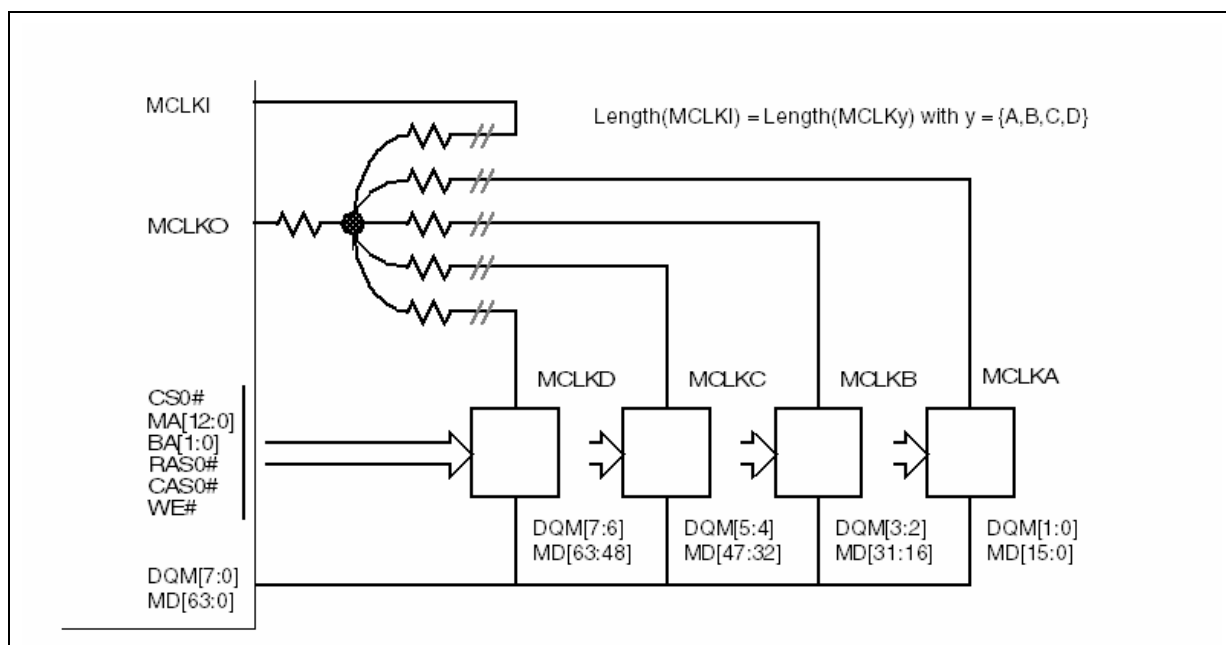 MCLKI
Length(MCLKI) = Length(MCLKy) with y = {A,B,C,D}
MCLKO
MCLKD
MCLKC
MCLKB
MCLKA
CS0#
MA[12:0]
BA[1:0]
RAS0#
CAS0#
WE#
DQM[7:6]
MD[63:48]
DQM[5:4]
MD[47:32]
DQM[3:2]
MD[31:16]
DQM[1:0]
MD[15:0]
DQM[7:0]
MD[63:0]